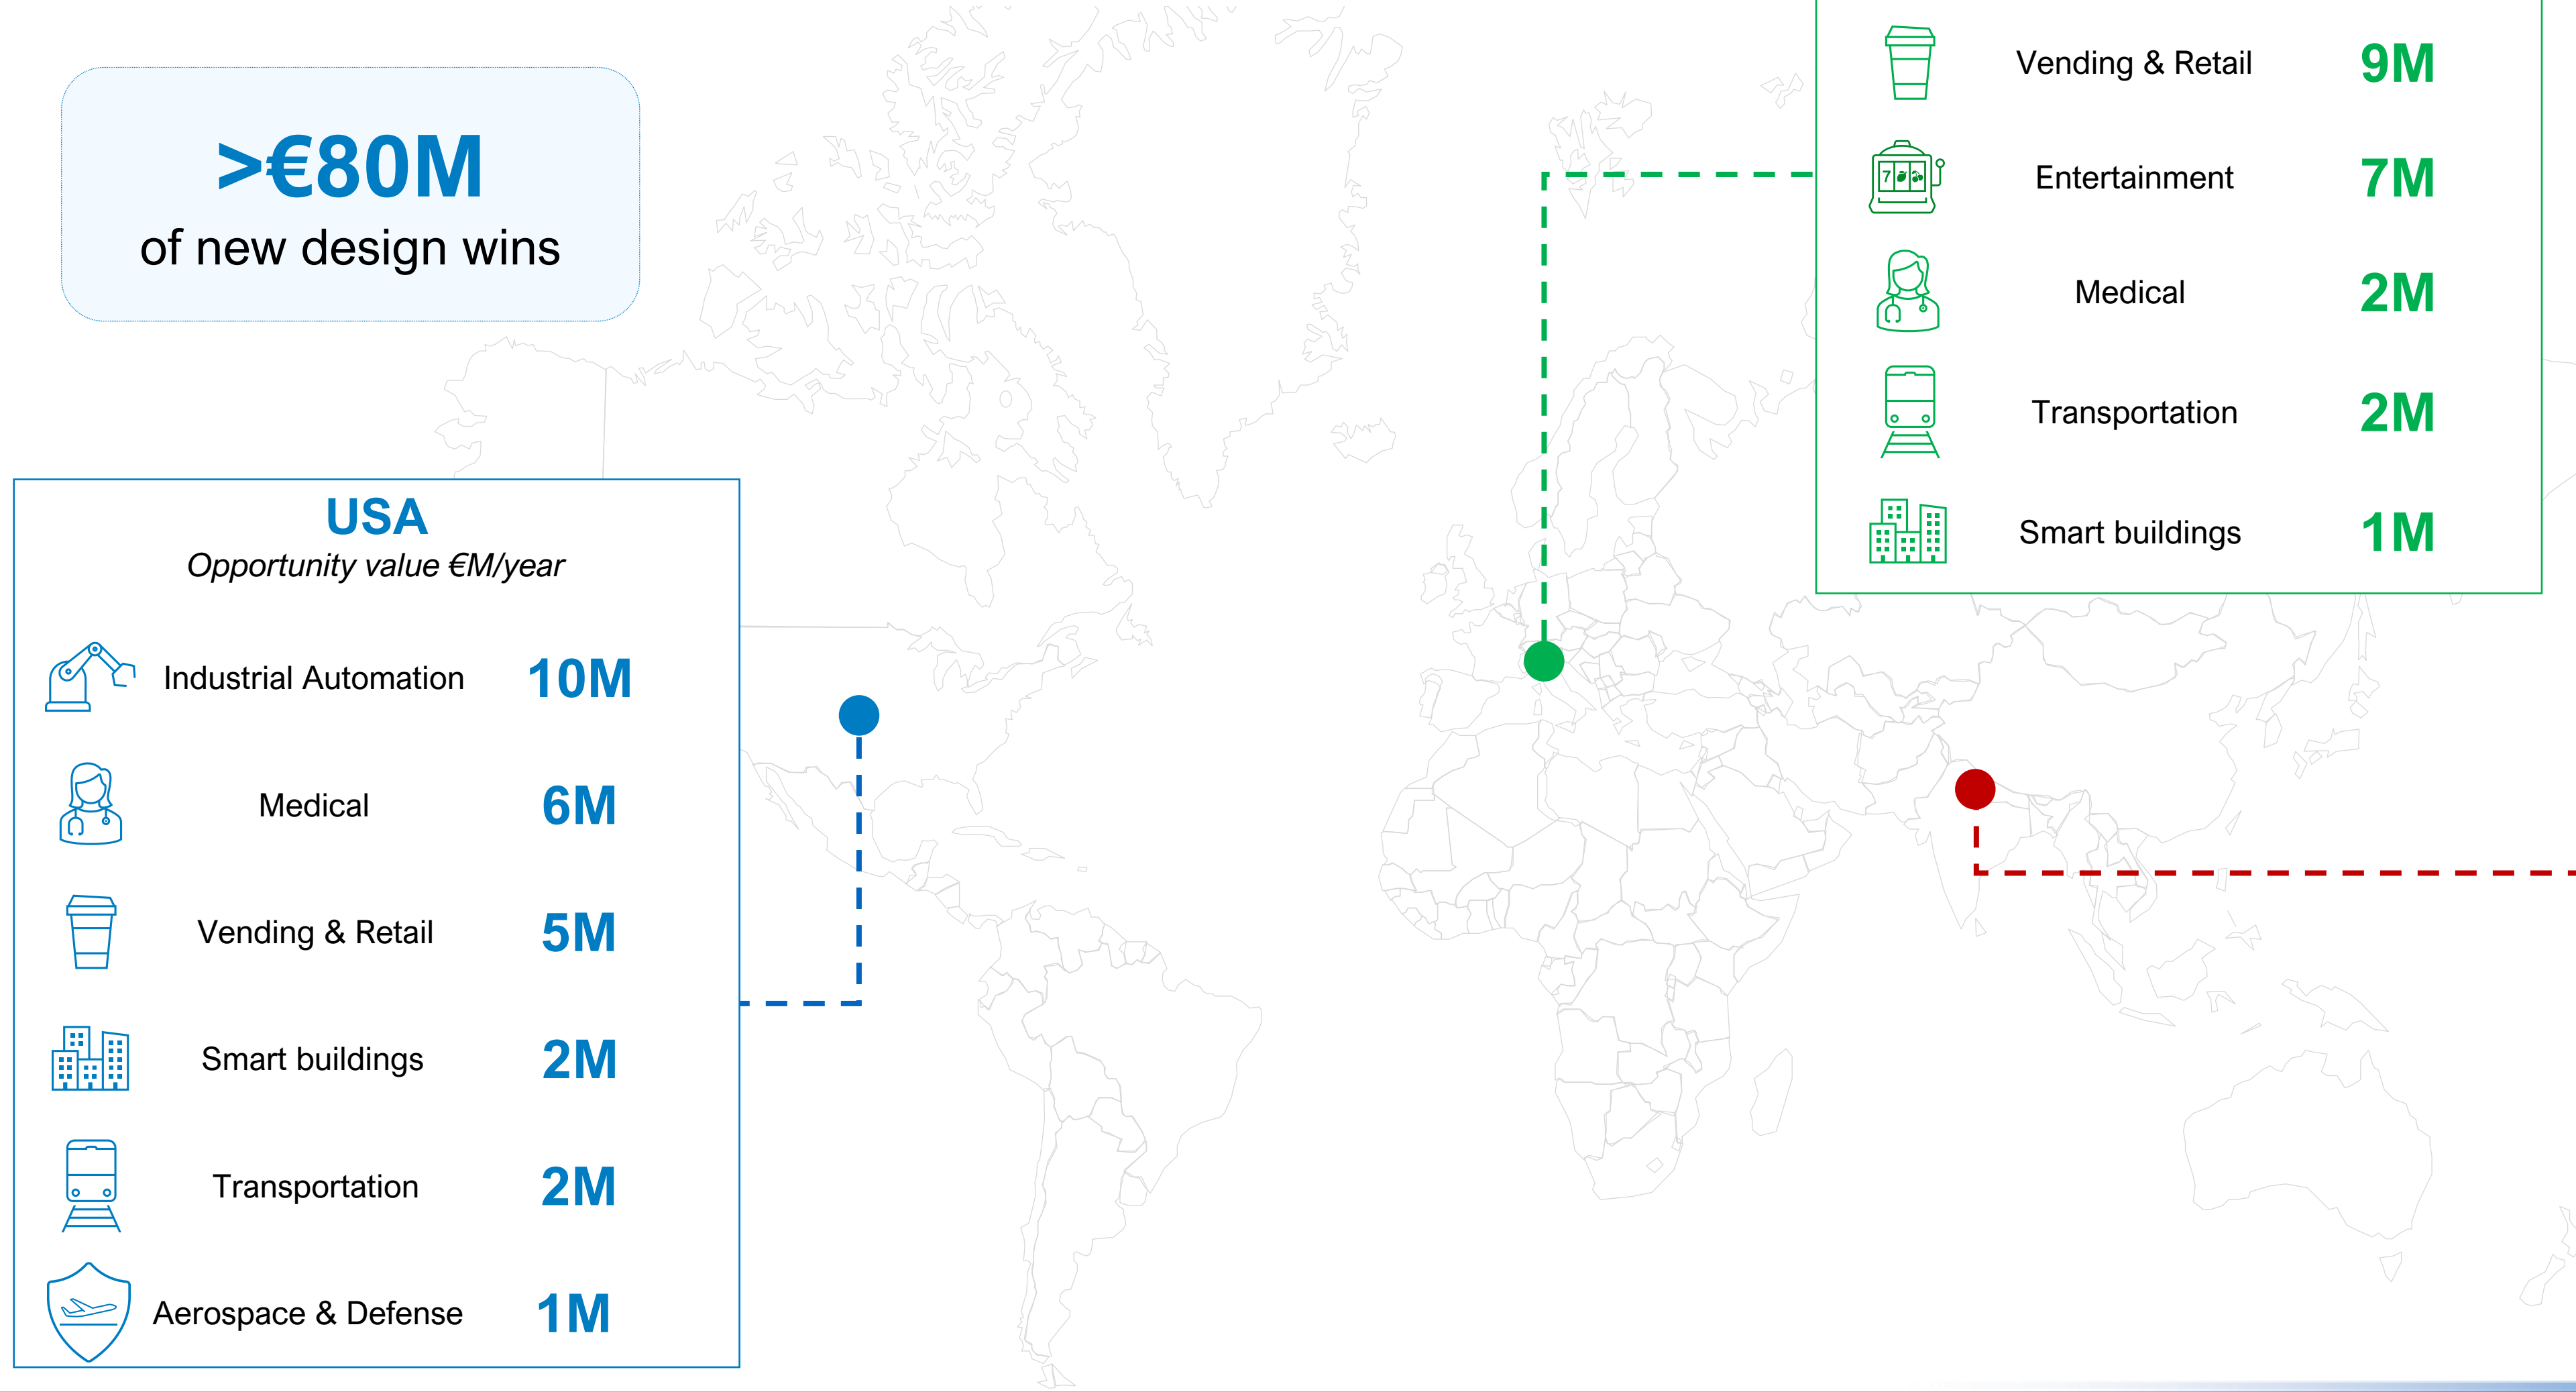 >€80M
of new design wins
Vending & Retail 9M
Entertainment 7M
Medical 2M
Transportation 2M
Smart buildings 1M
USA
Opportunity value €M/year
Industrial Automation 10M
Medical 6M
Vending & Retail 5M
Smart buildings 2M
Transportation 2M
Aerospace & Defense 1M
7